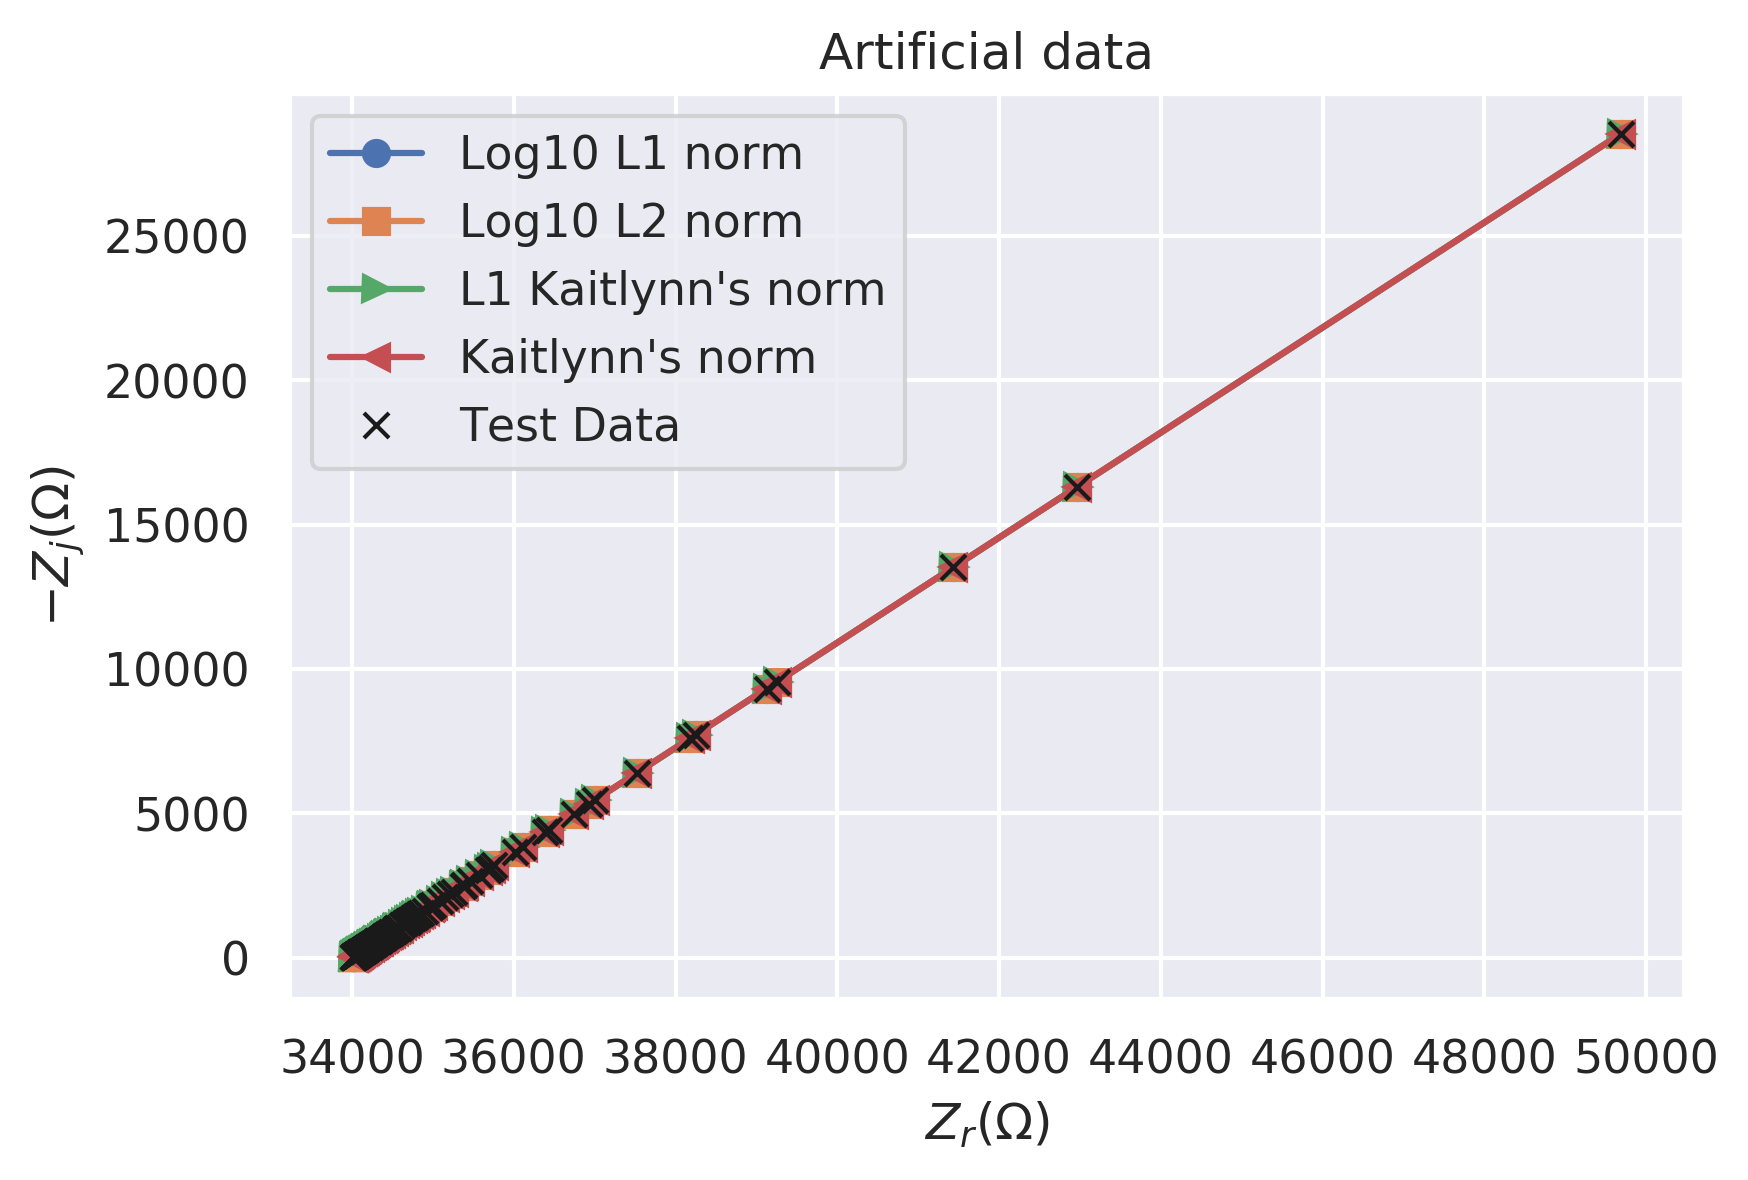 Artificial data
Log10 L1 norm
Log10 L2 norm
L1 Kaitlynn's norm
Kaitlynn's norm
Test Data
25000
20000
15000
10000
5000
0
−Z_j(Ω)
34000 36000 38000 40000 42000 44000 46000 48000 50000
Z_r(Ω)